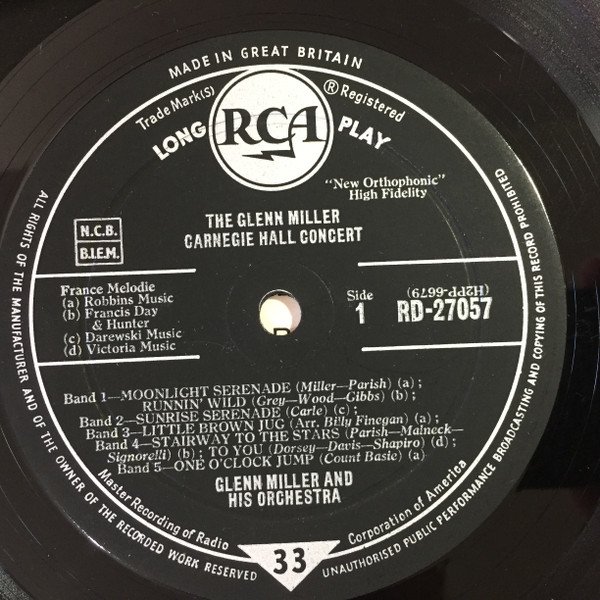 MADE IN GREAT BRITAIN
Trade Mark(S)
® Registered
LONG
RCA
PLAY
"New Orthophonic"
High Fidelity
THE GLENN MILLER
CARNEGIE HALL CONCERT
N.C.B.
B.I.E.M.
France Melodie
(a) Robbins Music
(b) Francis Day
& Hunter
(c) Darewski Music
(d) Victoria Music
Side
1
(H2PP-6679)
RD-27057
Band 1—MOONLIGHT SERENADE (Miller—Parish) (a) ;
RUNNIN' WILD (Grey—Wood—Gibbs) (b) ;
Band 2—SUNRISE SERENADE (Carle) (c) ;
Band 3—LITTLE BROWN JUG (Arr. Billy Finegan) (a) ;
Band 4—STAIRWAY TO THE STARS (Parish—Malneck—
Signorelli) (b) ; TO YOU (Dorsey—Davis—Shapiro) (d) ;
Band 5—ONE O'CLOCK JUMP (Count Basie) (a)
GLENN MILLER AND
HIS ORCHESTRA
Master Recording of Radio
Corporation of America
33
ALL RIGHTS OF THE MANUFACTURER AND OF THE OWNER OF THE RECORDED WORK RESERVED
UNAUTHORISED PUBLIC PERFORMANCE BROADCASTING AND COPYING OF THIS RECORD PROHIBITED